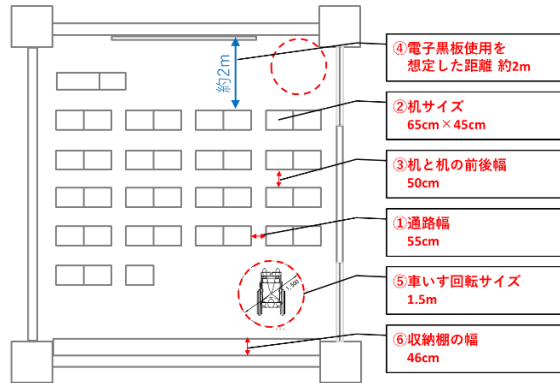 ④電子黒板使用を
想定した距離 約2m
約2m
②机サイズ
65cm×45cm
③机と机の前後幅
50cm
①通路幅
55cm
⑤車いす回転サイズ
1.5m
1,500
⑥収納棚の幅
46cm